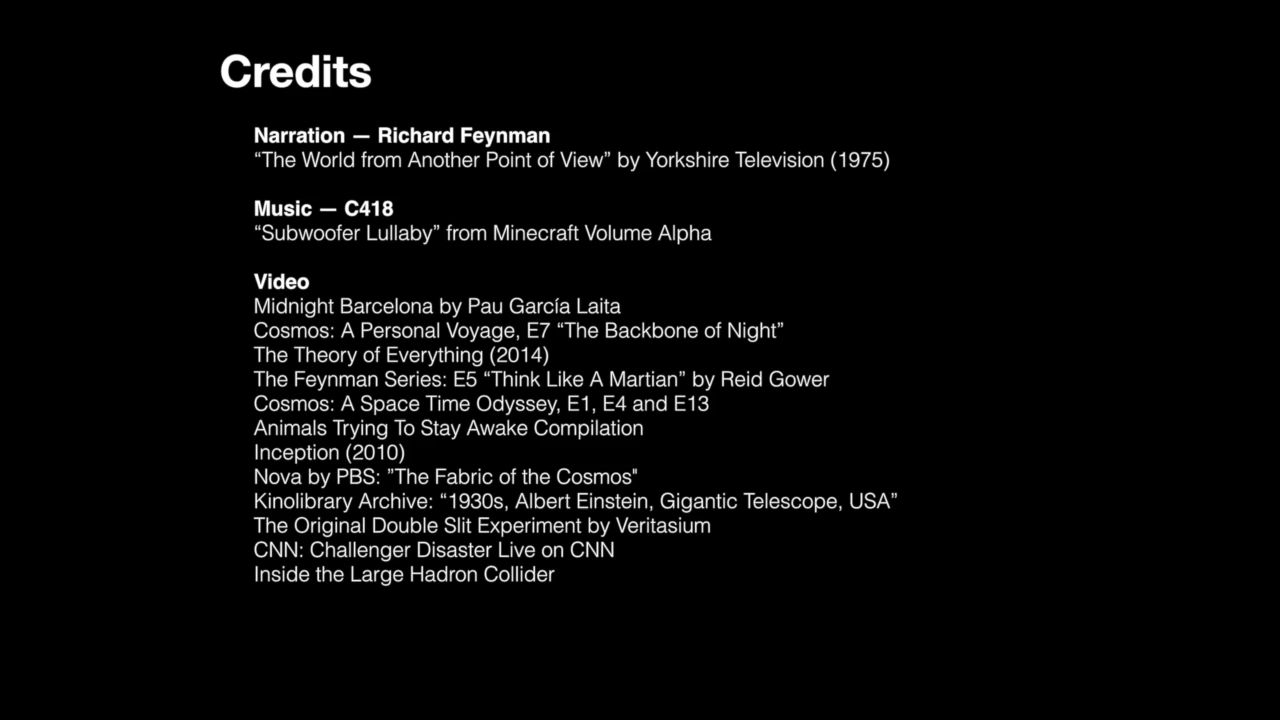 Credits
Narration — Richard Feynman
“The World from Another Point of View” by Yorkshire Television (1975)
Music — C418
“Subwoofer Lullaby” from Minecraft Volume Alpha
Video
Midnight Barcelona by Pau García Laita
Cosmos: A Personal Voyage, E7 “The Backbone of Night”
The Theory of Everything (2014)
The Feynman Series: E5 “Think Like A Martian” by Reid Gower
Cosmos: A Space Time Odyssey, E1, E4 and E13
Animals Trying To Stay Awake Compilation
Inception (2010)
Nova by PBS: ”The Fabric of the Cosmos"
Kinolibrary Archive: “1930s, Albert Einstein, Gigantic Telescope, USA”
The Original Double Slit Experiment by Veritasium
CNN: Challenger Disaster Live on CNN
Inside the Large Hadron Collider